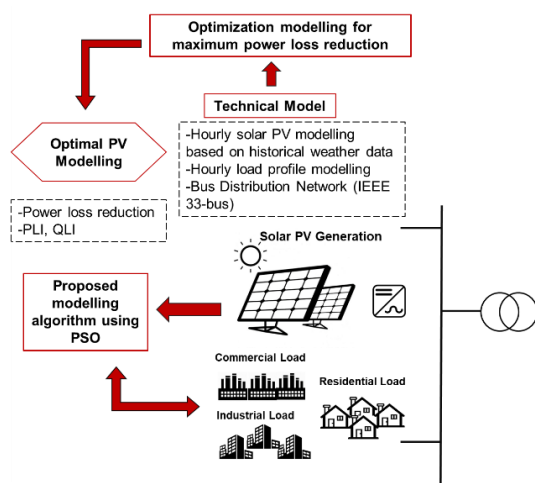 Optimization modelling for
maximum power loss reduction
Technical Model
-Hourly solar PV modelling
based on historical weather data
-Hourly load profile modelling
-Bus Distribution Network (IEEE
33-bus)
Optimal PV
Modelling
-Power loss reduction
-PLI, QLI
Solar PV Generation
Proposed
modelling
algorithm using
PSO
Commercial Load
Residential Load
Industrial Load